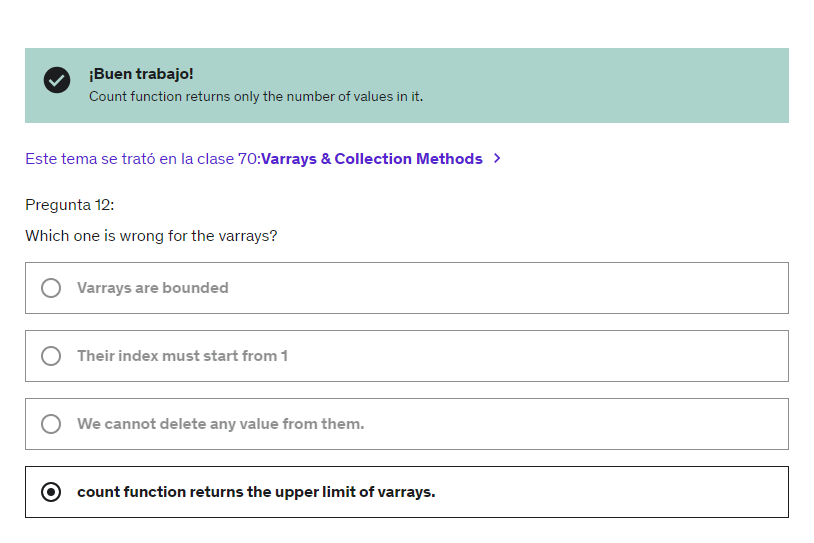 ¡Buen trabajo!
Count function returns only the number of values in it.
Este tema se trató en la clase 70:Varrays & Collection Methods
Pregunta 12:
Which one is wrong for the varrays?
Varrays are bounded
Their index must start from 1
We cannot delete any value from them.
count function returns the upper limit of varrays.